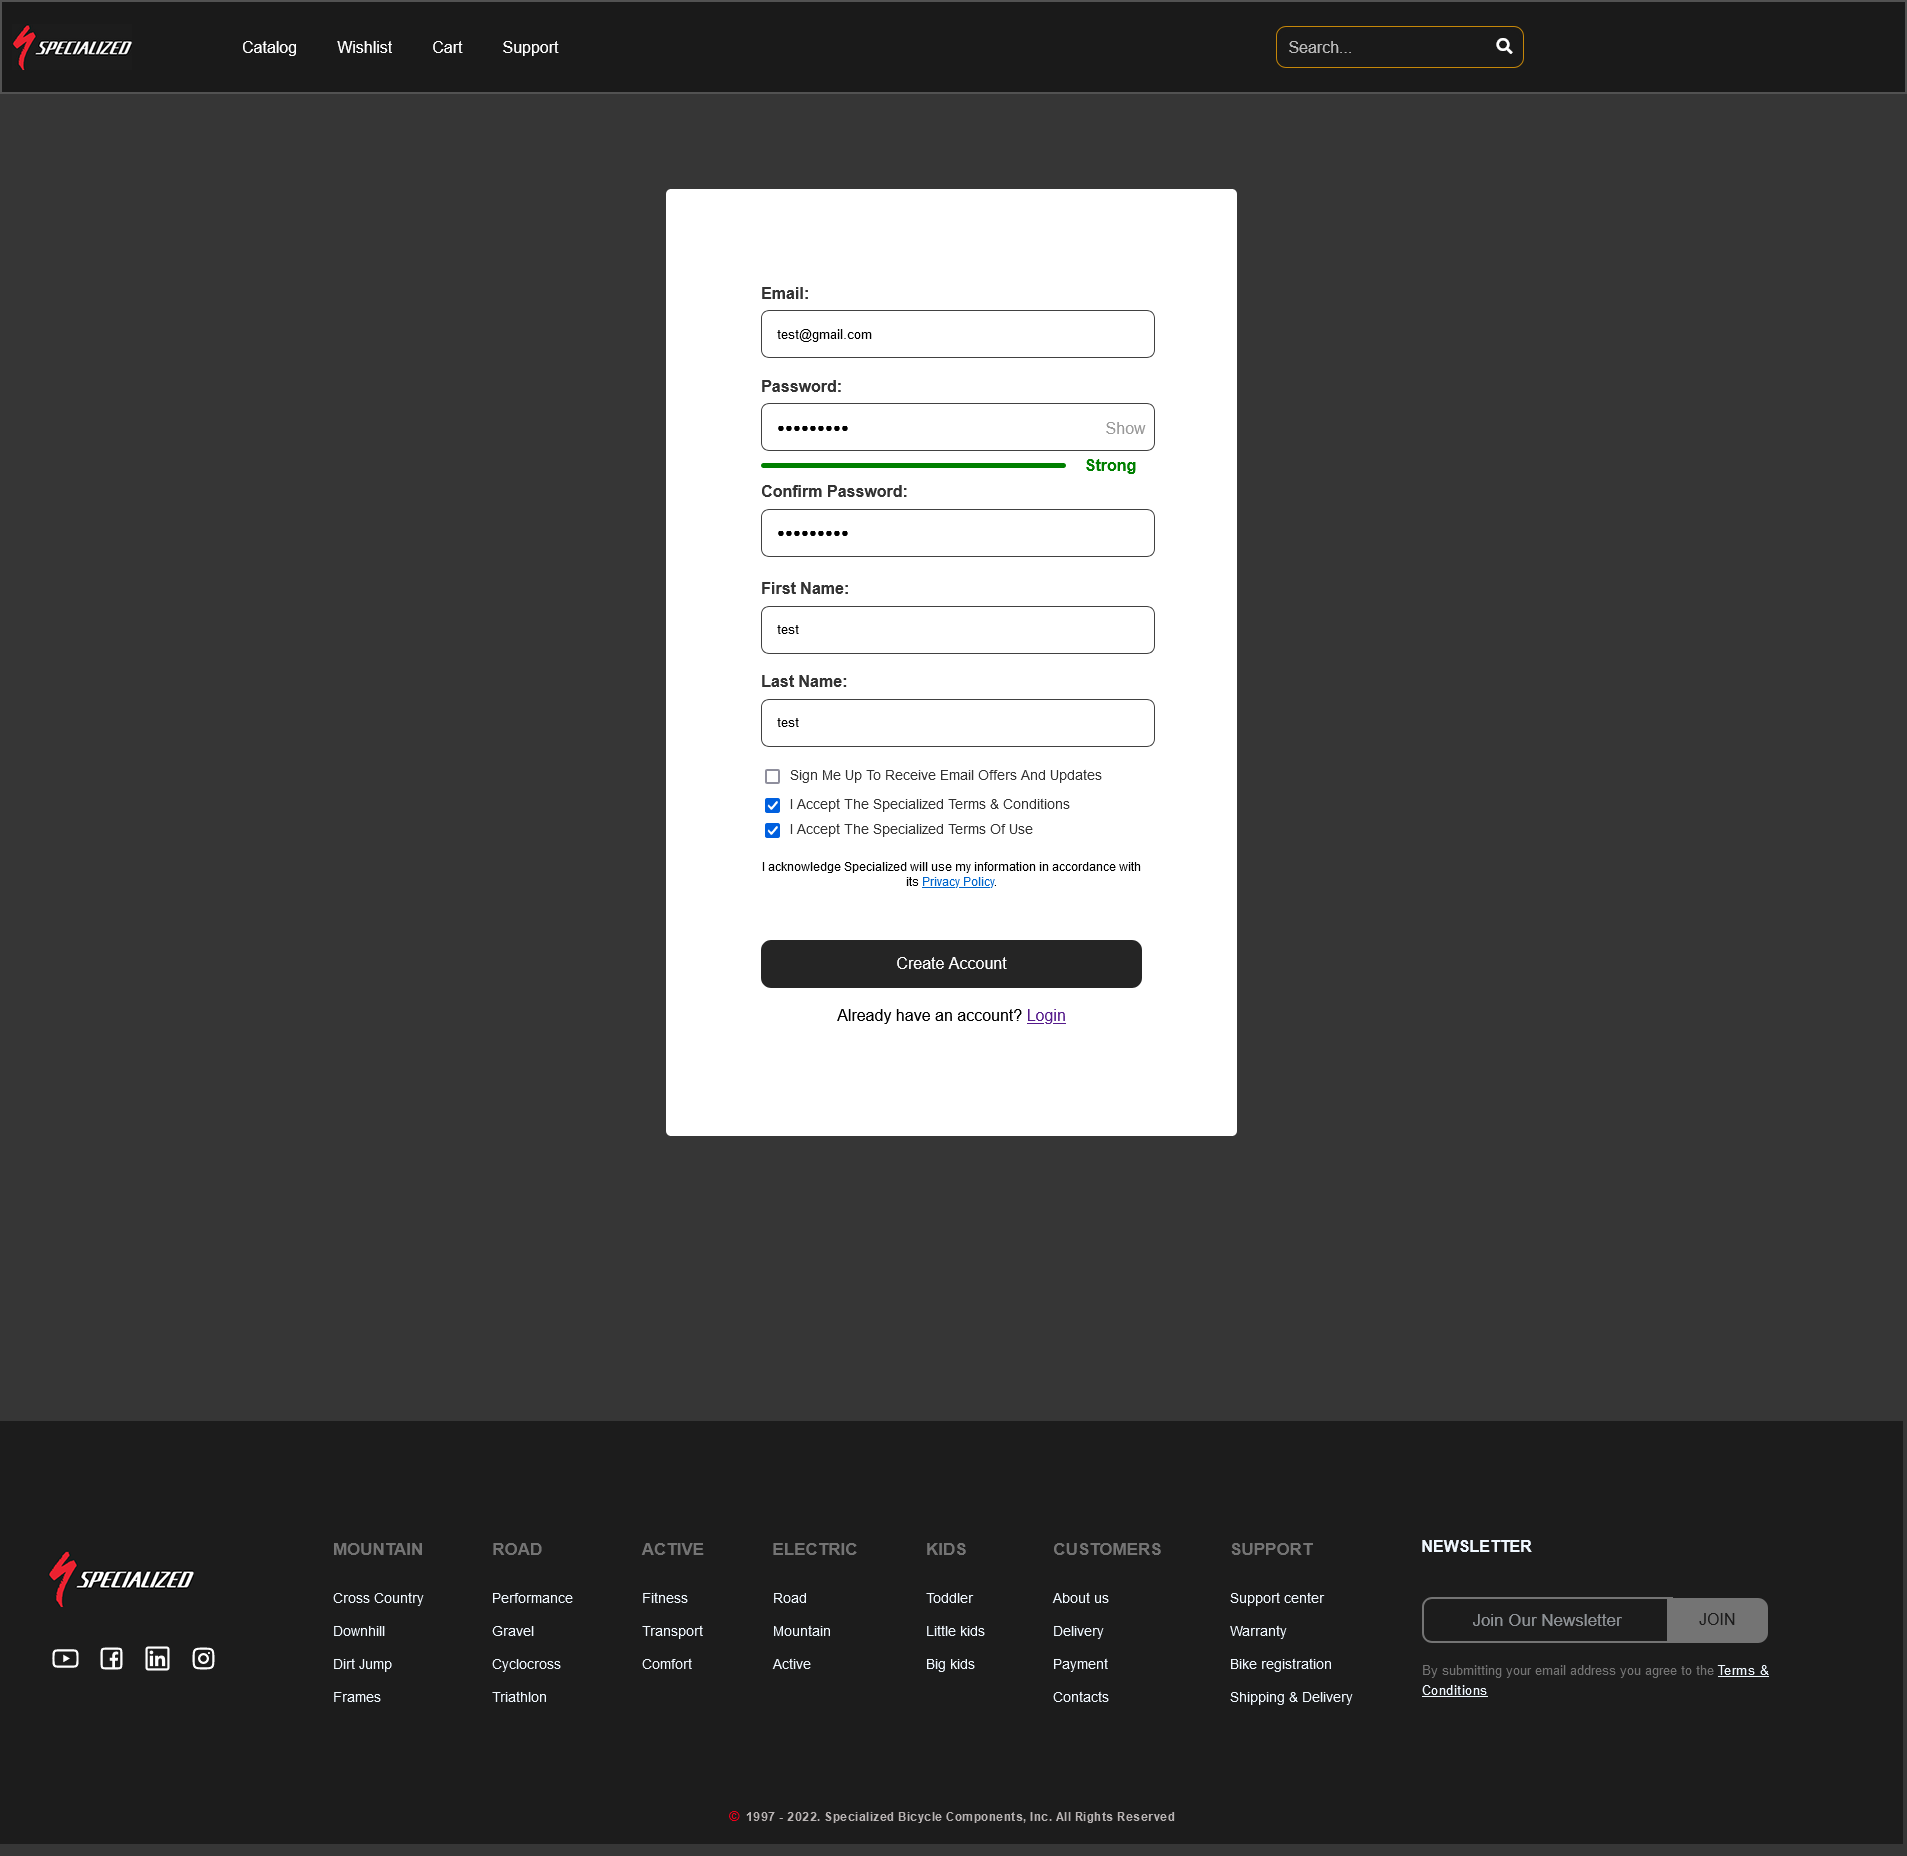 SPECIALIZED
Catalog
Wishlist
Cart
Support
Search...
Email:
test@gmail.com
Password:
•••••••••
Show
Strong
Confirm Password:
•••••••••
First Name:
test
Last Name:
test
Sign Me Up To Receive Email Offers And Updates
I Accept The Specialized Terms & Conditions
I Accept The Specialized Terms Of Use
I acknowledge Specialized will use my information in accordance with
its Privacy Policy.
Create Account
Already have an account? Login
SPECIALIZED
MOUNTAIN
Cross Country
Downhill
Dirt Jump
Frames
ROAD
Performance
Gravel
Cyclocross
Triathlon
ACTIVE
Fitness
Transport
Comfort
ELECTRIC
Road
Mountain
Active
KIDS
Toddler
Little kids
Big kids
CUSTOMERS
About us
Delivery
Payment
Contacts
SUPPORT
Support center
Warranty
Bike registration
Shipping & Delivery
NEWSLETTER
Join Our Newsletter
JOIN
By submitting your email address you agree to the Terms &
Conditions
© 1997 - 2022. Specialized Bicycle Components, Inc. All Rights Reserved